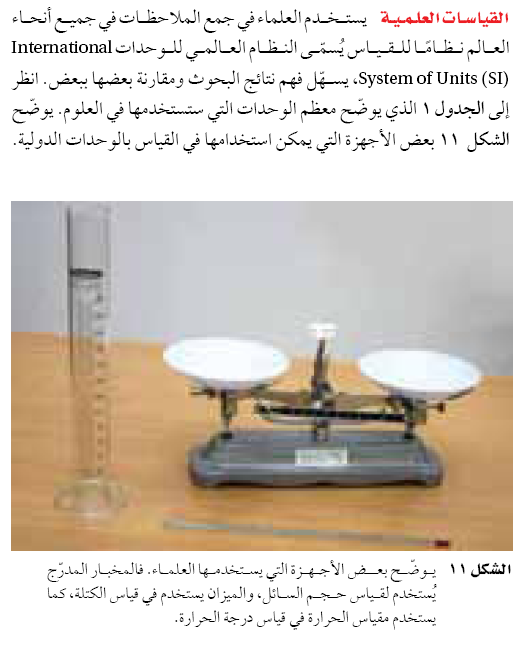 القياسات العلمية يستخدم العلماء في جمع الملاحظات في جميع أنحاء
العالم نظامًا للقياس يُسمّى النظام العالمي للوحدات International
System of Units (SI)، يسهّل فهم نتائج البحوث ومقارنة بعضها ببعض. انظر
إلى الجدول ١ الذي يوضّح معظم الوحدات التي ستستخدمها في العلوم. يوضّح
الشكل ١١ بعض الأجهزة التي يمكن استخدامها في القياس بالوحدات الدولية.
الشكل ١١ يوضّح بعض الأجهزة التي يستخدمها العلماء. فالمخبار المدرّج
يُستخدم لقياس حجم السائل، والميزان يستخدم في قياس الكتلة، كما
يستخدم مقياس الحرارة في قياس درجة الحرارة.